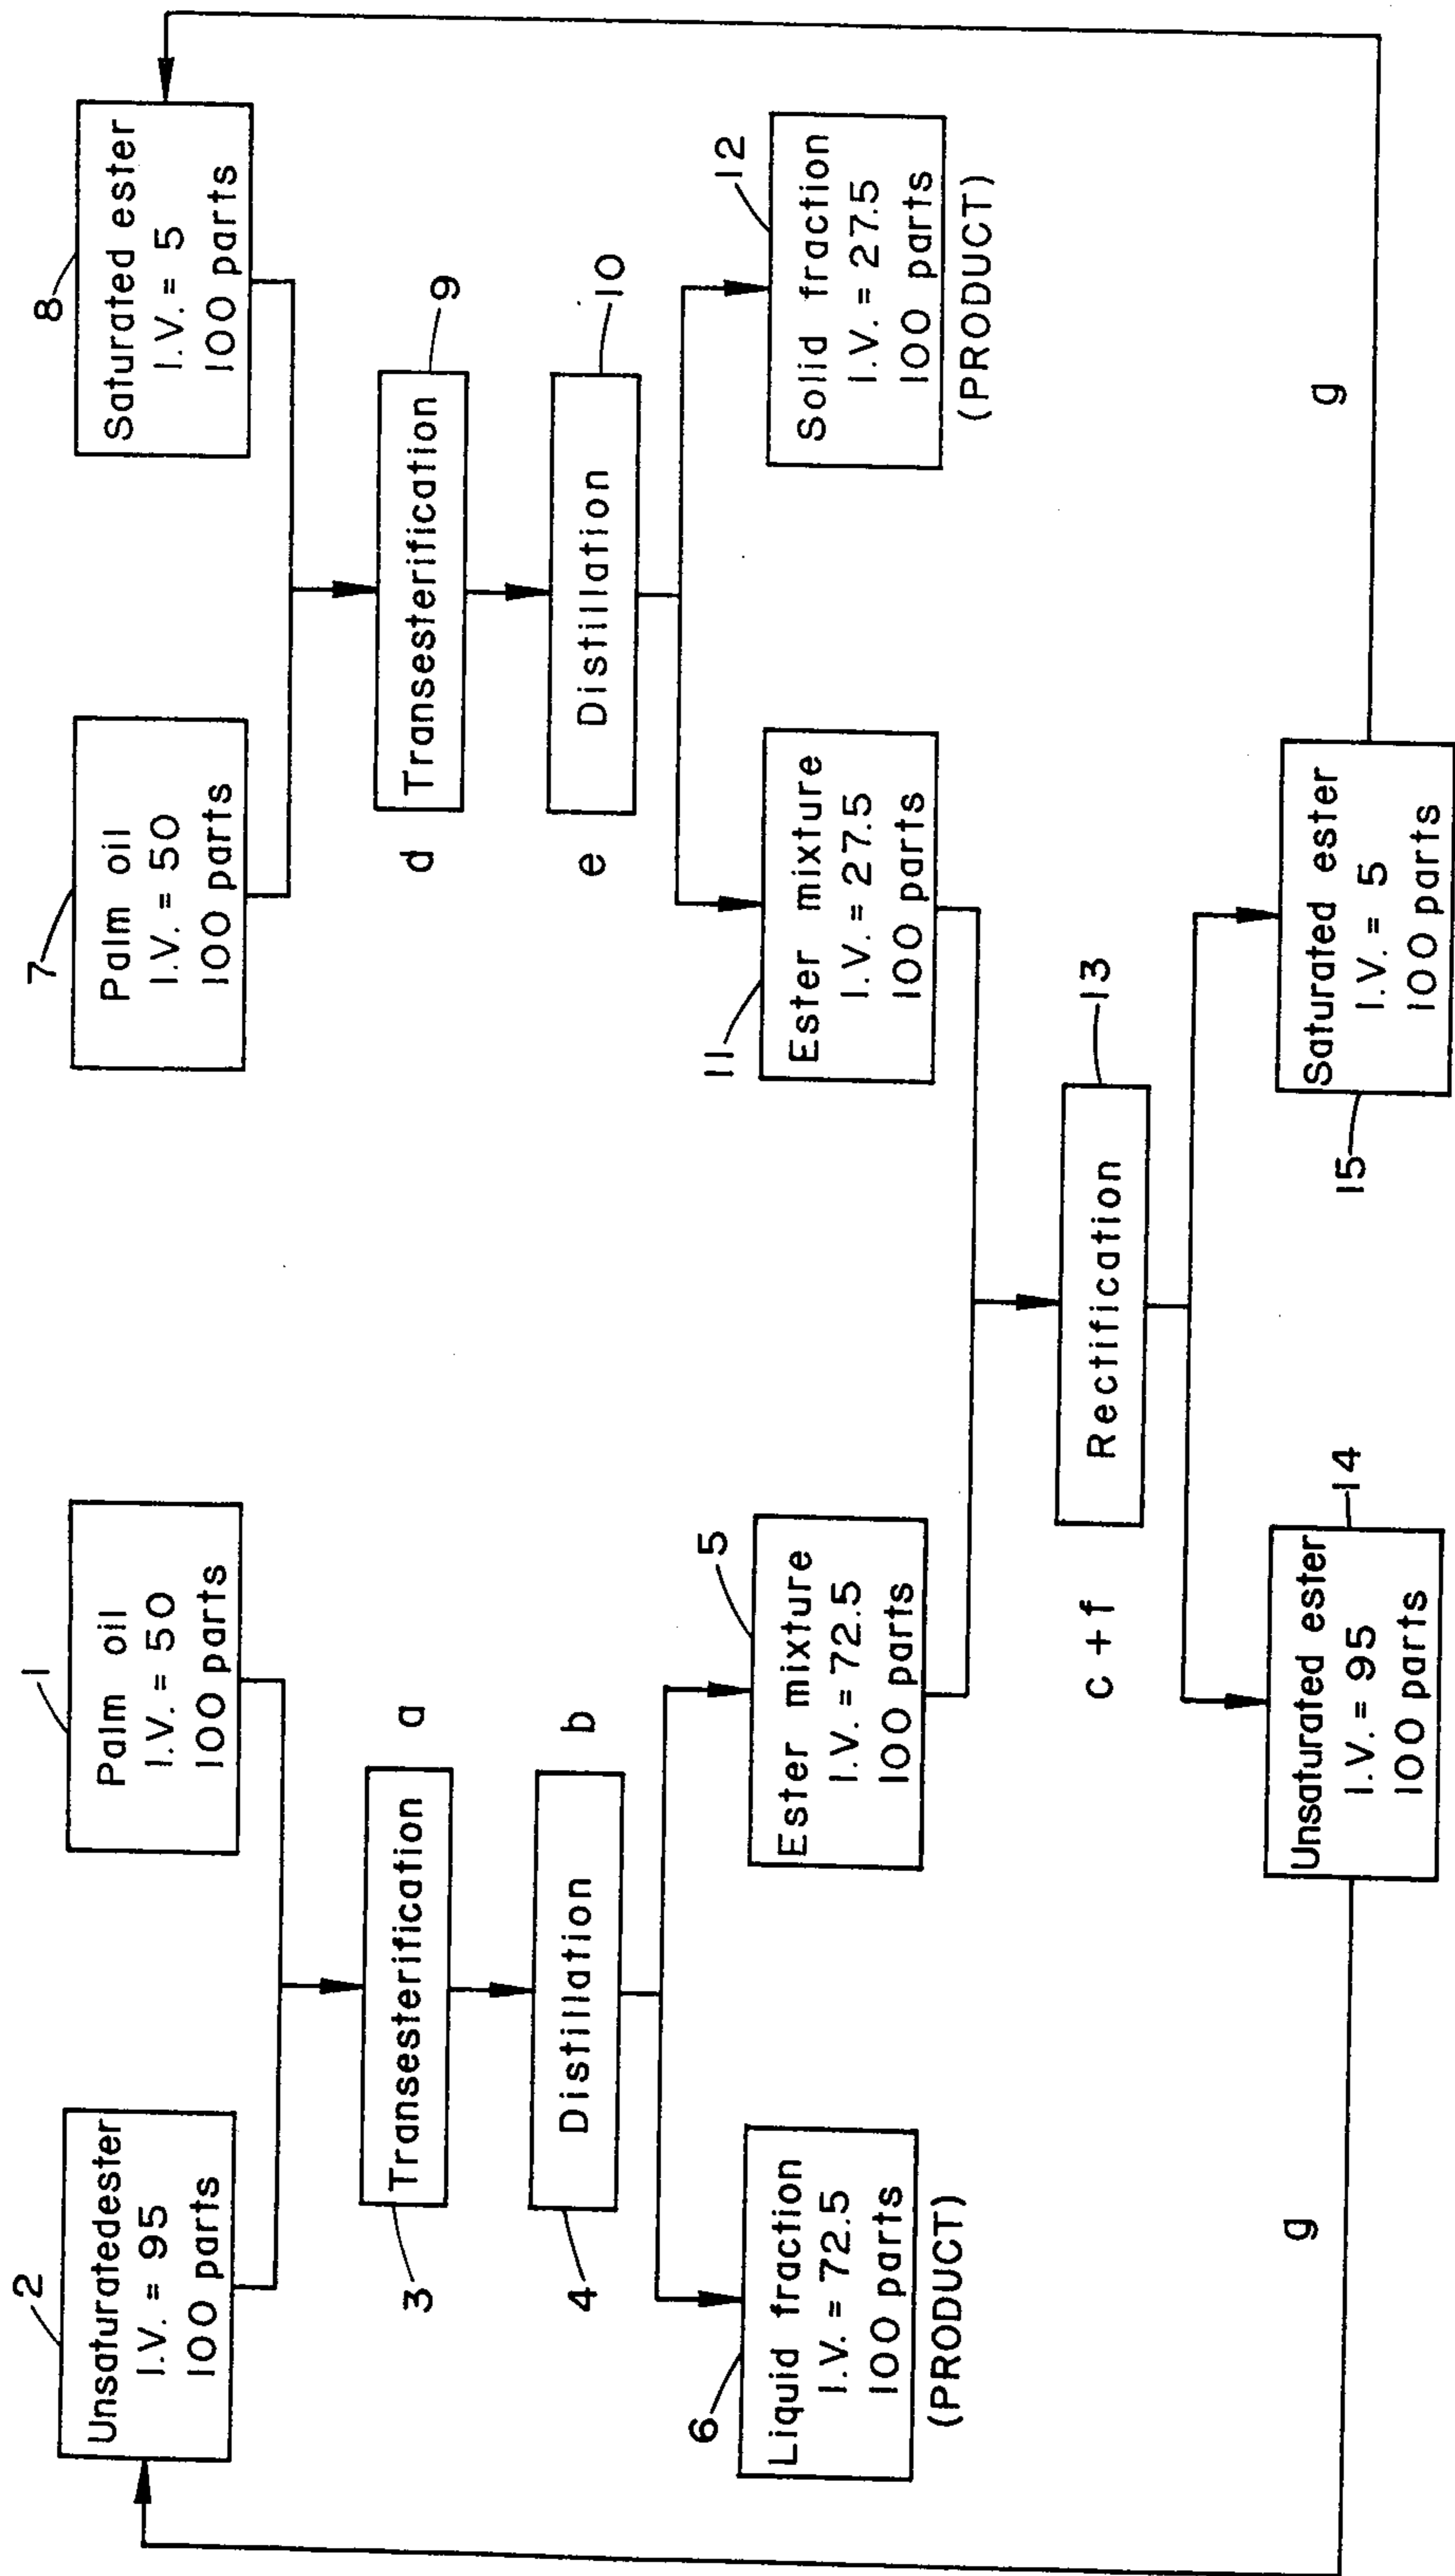 2
Unsaturatedester
I.V. = 95
100 parts
1
Palm oil
I.V. = 50
100 parts
7
Palm oil
I.V. = 50
100 parts
8
Saturated ester
I.V. = 5
100 parts
3
Transesterification
a
d
Transesterification
9
4
Distillation
b
e
Distillation
10
6
Liquid fraction
I.V. = 72.5
100 parts
(PRODUCT)
5
Ester mixture
I.V. = 72.5
100 parts
11
Ester mixture
I.V. = 27.5
100 parts
12
Solid fraction
I.V. = 27.5
100 parts
(PRODUCT)
c + f
Rectification
13
g
14
Unsaturated ester
I.V. = 95
100 parts
15
Saturated ester
I.V. = 5
100 parts
g